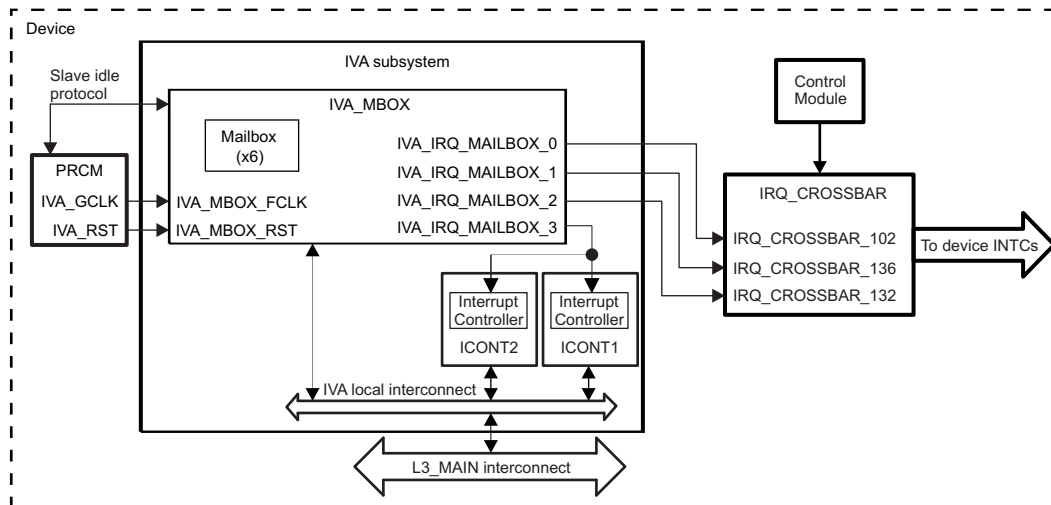 Device
IVA subsystem
Slave idle
protocol
IVA_MBOX
Mailbox
(x6)
PRCM
IVA_GCLK
IVA_RST
IVA_MBOX_FCLK
IVA_MBOX_RST
IVA_IRQ_MAILBOX_0
IVA_IRQ_MAILBOX_1
IVA_IRQ_MAILBOX_2
IVA_IRQ_MAILBOX_3
Control
Module
IRQ_CROSSBAR
IRQ_CROSSBAR_102
IRQ_CROSSBAR_136
IRQ_CROSSBAR_132
To device INTCs
Interrupt
Controller
ICONT2
Interrupt
Controller
ICONT1
IVA local interconnect
L3_MAIN interconnect